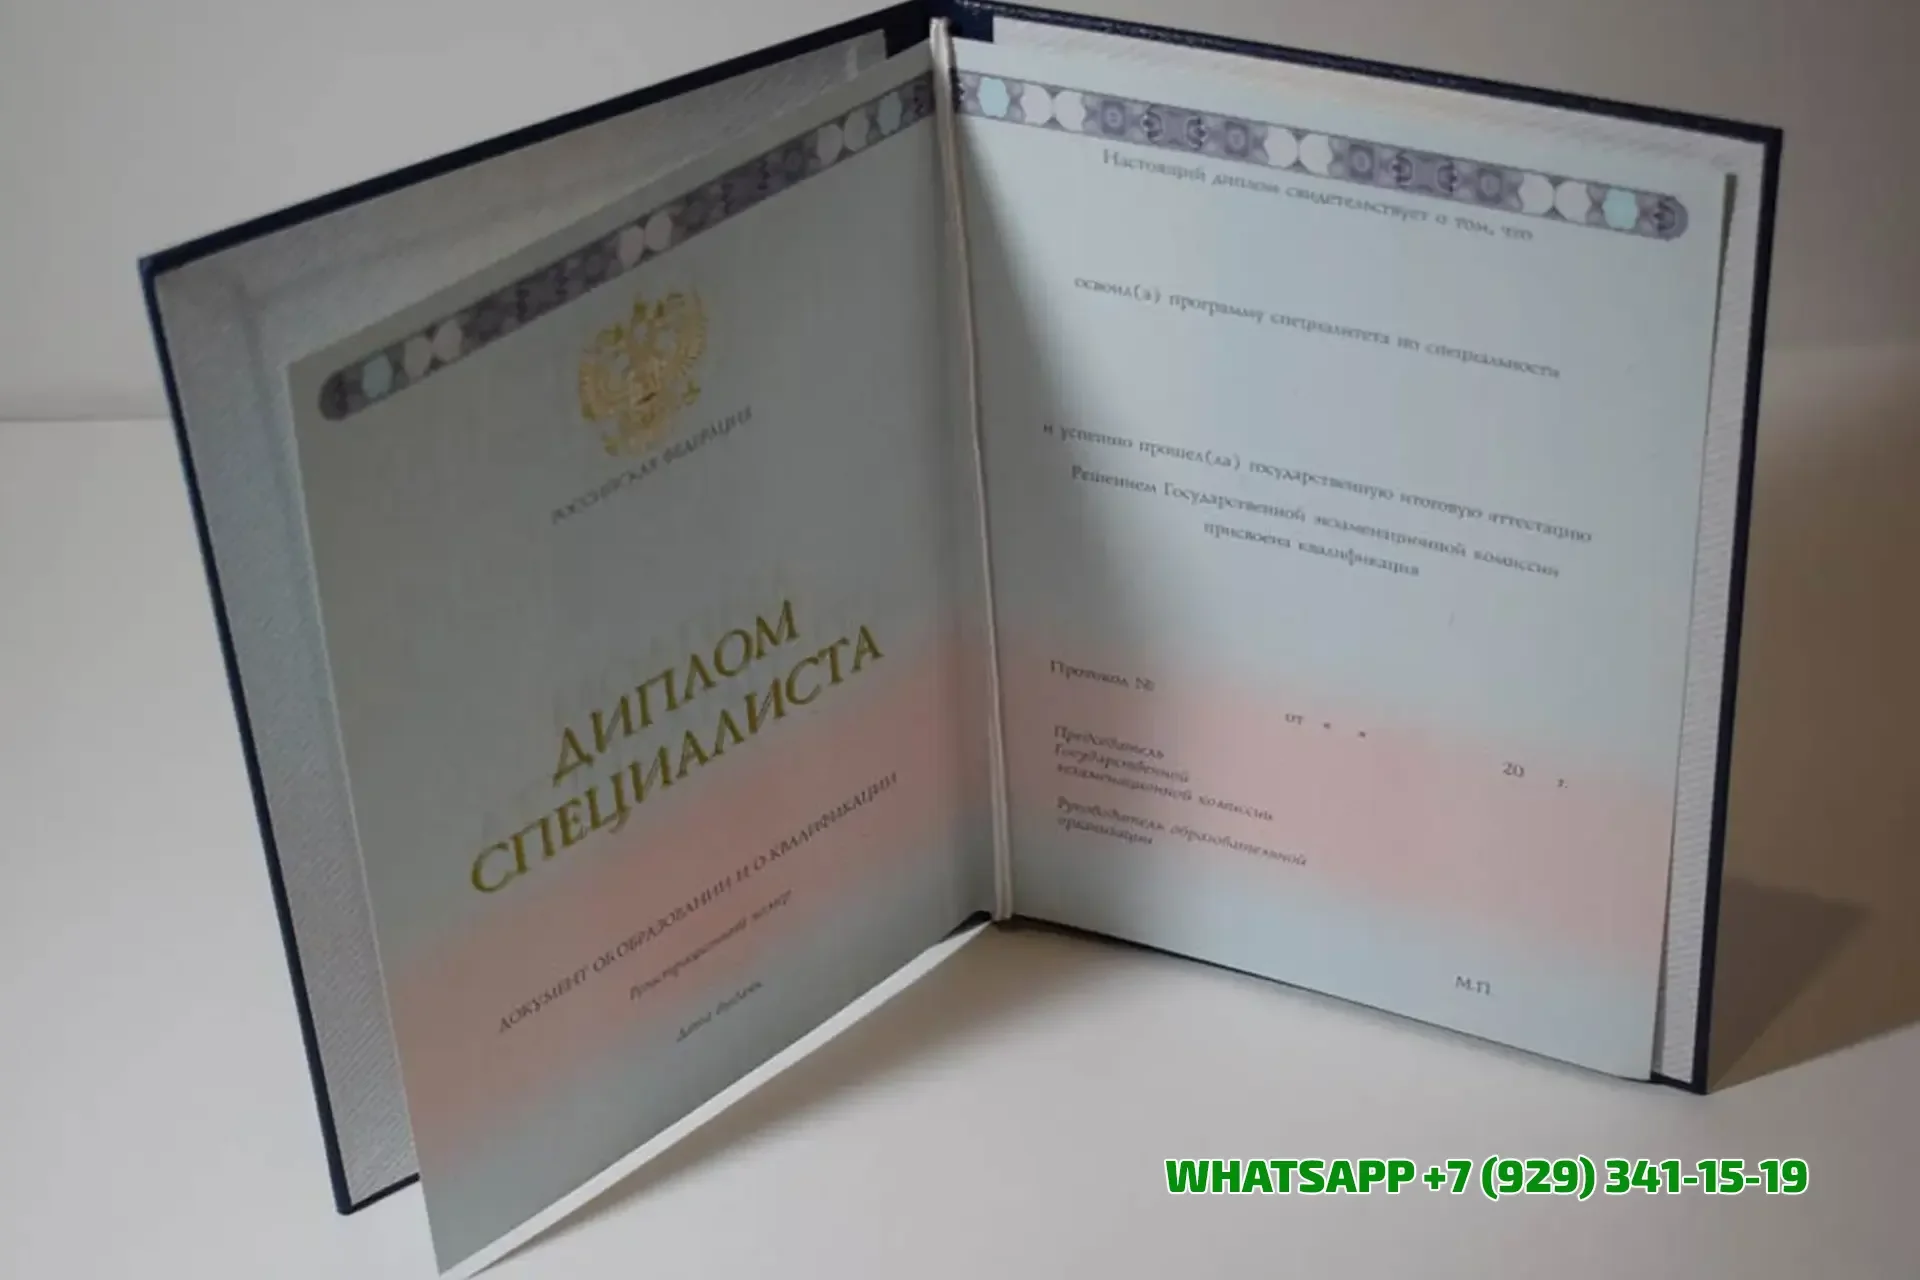 РОССИЙСКАЯ ФЕДЕРАЦИЯ
ДИПЛОМ
СПЕЦИАЛИСТА
ДОКУМЕНТ ОБ ОБРАЗОВАНИИ И О КВАЛИФИКАЦИИ
Регистрационный номер
Дата выдачи
Настоящий диплом свидетельствует о том, что
освоил(а) программу специалитета по специальности
и успешно прошел(ла) государственную итоговую аттестацию
Решением Государственной экзаменационной комиссии
присвоена квалификация
Протокол №
от « » 20 г.
Председатель
Государственной
экзаменационной комиссии
Руководитель образовательной
организации
М.П.
WHATSAPP +7 (929) 341-15-19